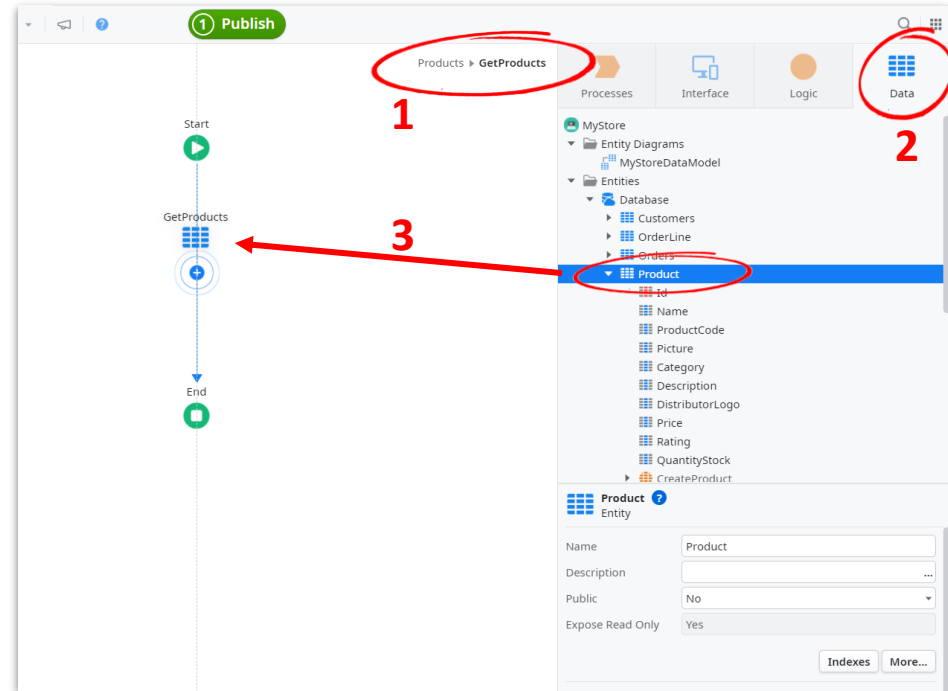 1 Publish
Products ▸ GetProducts
1
Processes
Interface
Logic
Data
2
Start
GetProducts
3
End
MyStore
Entity Diagrams
MyStoreDataModel
Entities
Database
Customers
OrderLine
Orders
Product
Id
Name
ProductCode
Picture
Category
Description
DistributorLogo
Price
Rating
QuantityStock
CreateProduct
Product ?
Entity
Name Product
Description ...
Public No
Expose Read Only Yes
Indexes More...